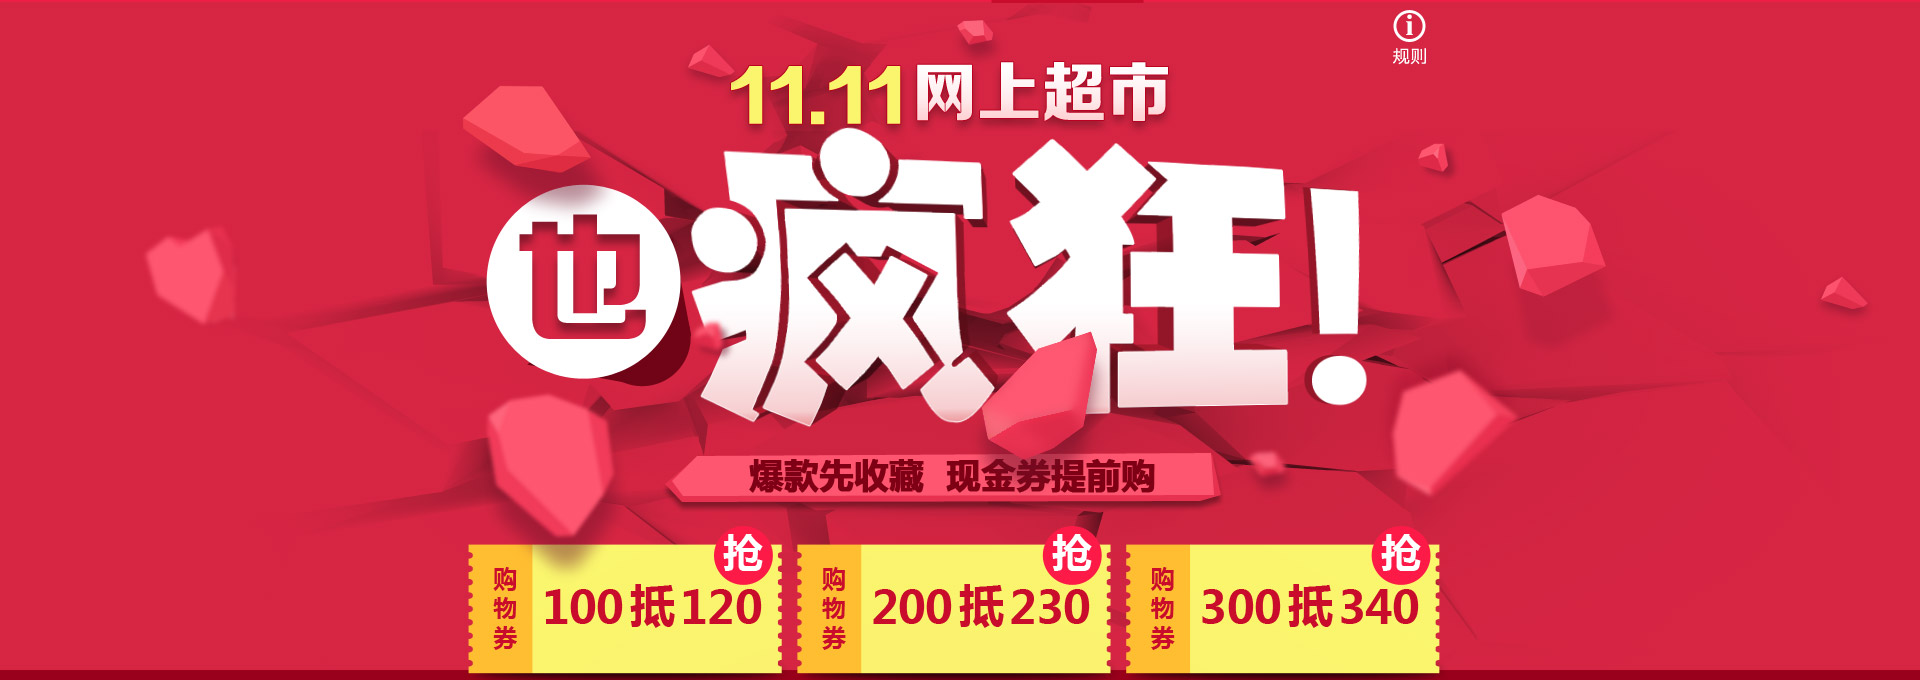 规则
11.11网上超市
也疯狂!
爆款先收藏 现金券提前购
购物券 100抵120 抢
购物券 200抵230 抢
购物券 300抵340 抢